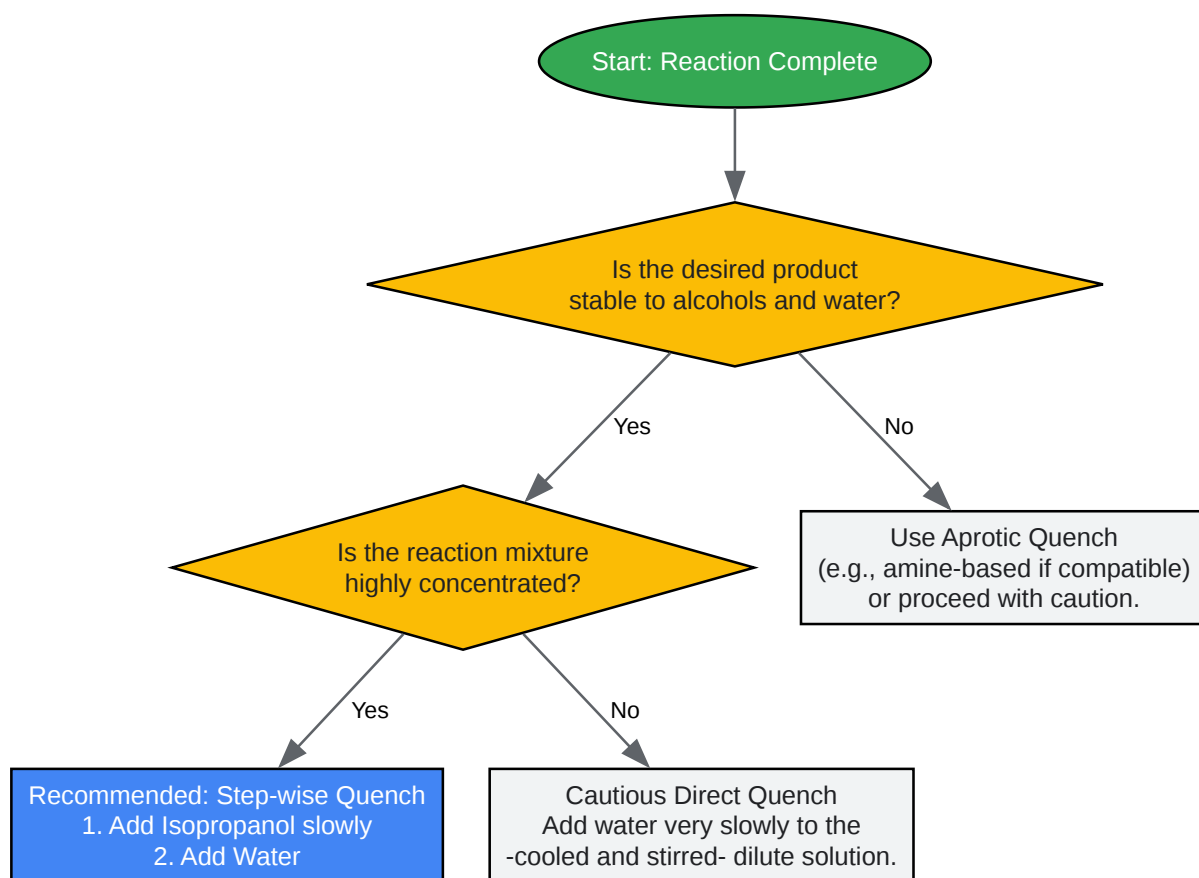 Start: Reaction Complete
Is the desired product
stable to alcohols and water?
Yes
No
Is the reaction mixture
highly concentrated?
Use Aprotic Quench
(e.g., amine-based if compatible)
or proceed with caution.
Yes
No
Recommended: Step-wise Quench
1. Add Isopropanol slowly
2. Add Water
Cautious Direct Quench
Add water very slowly to the
-cooled and stirred- dilute solution.